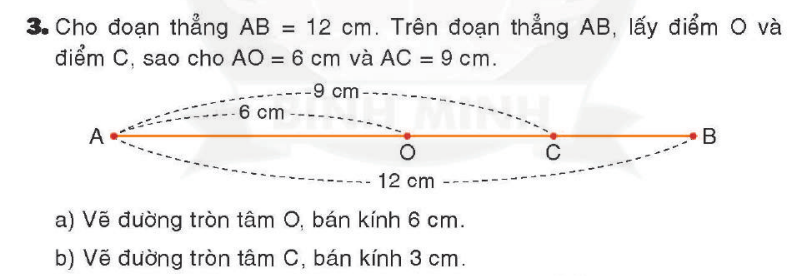 3. Cho đoạn thẳng AB = 12 cm. Trên đoạn thẳng AB, lấy điểm O và
điểm C, sao cho AO = 6 cm và AC = 9 cm.
BÌNH MINH
9 cm
6 cm
A
O
C
B
12 cm
a) Vẽ đường tròn tâm O, bán kính 6 cm.
b) Vẽ đường tròn tâm C, bán kính 3 cm.